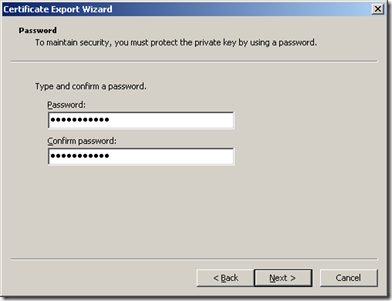 Certificate Export Wizard
Password
To maintain security, you must protect the private key by using a password.
Type and confirm a password.
Password:
●●●●●●●●●●●
Confirm password:
●●●●●●●●●●●
< Back
Next >
Cancel